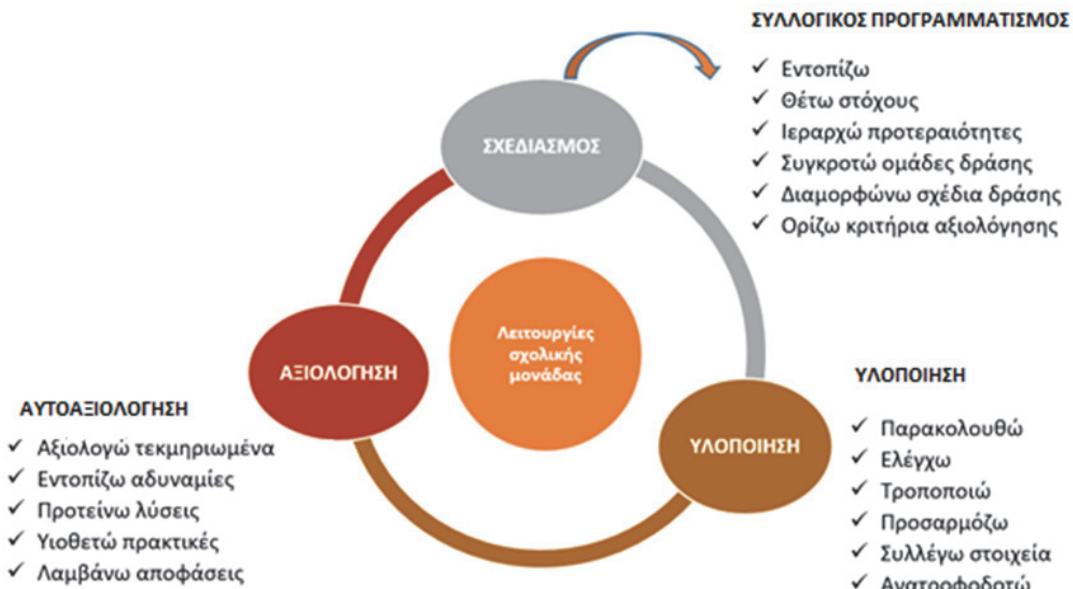 ΣΥΛΛΟΓΙΚΟΣ ΠΡΟΓΡΑΜΜΑΤΙΣΜΟΣ
✓ Εντοπίζω
✓ Θέτω στόχους
✓ Ιεραρχώ προτεραιότητες
✓ Συγκροτώ ομάδες δράσης
✓ Διαμορφώνω σχέδια δράσης
✓ Ορίζω κριτήρια αξιολόγησης
ΣΧΕΔΙΑΣΜΟΣ
Λειτουργίες
σχολικής
μονάδας
ΑΞΙΟΛΟΓΗΣΗ
ΥΛΟΠΟΙΗΣΗ
ΥΛΟΠΟΙΗΣΗ
✓ Παρακολουθώ
✓ Ελέγχω
✓ Τροποποιώ
✓ Προσαρμόζω
✓ Συλλέγω στοιχεία
✓ Ανατροφοδοτώ
ΑΥΤΟΑΞΙΟΛΟΓΗΣΗ
✓ Αξιολογώ τεκμηριωμένα
✓ Εντοπίζω αδυναμίες
✓ Προτείνω λύσεις
✓ Υιοθετώ πρακτικές
✓ Λαμβάνω αποφάσεις